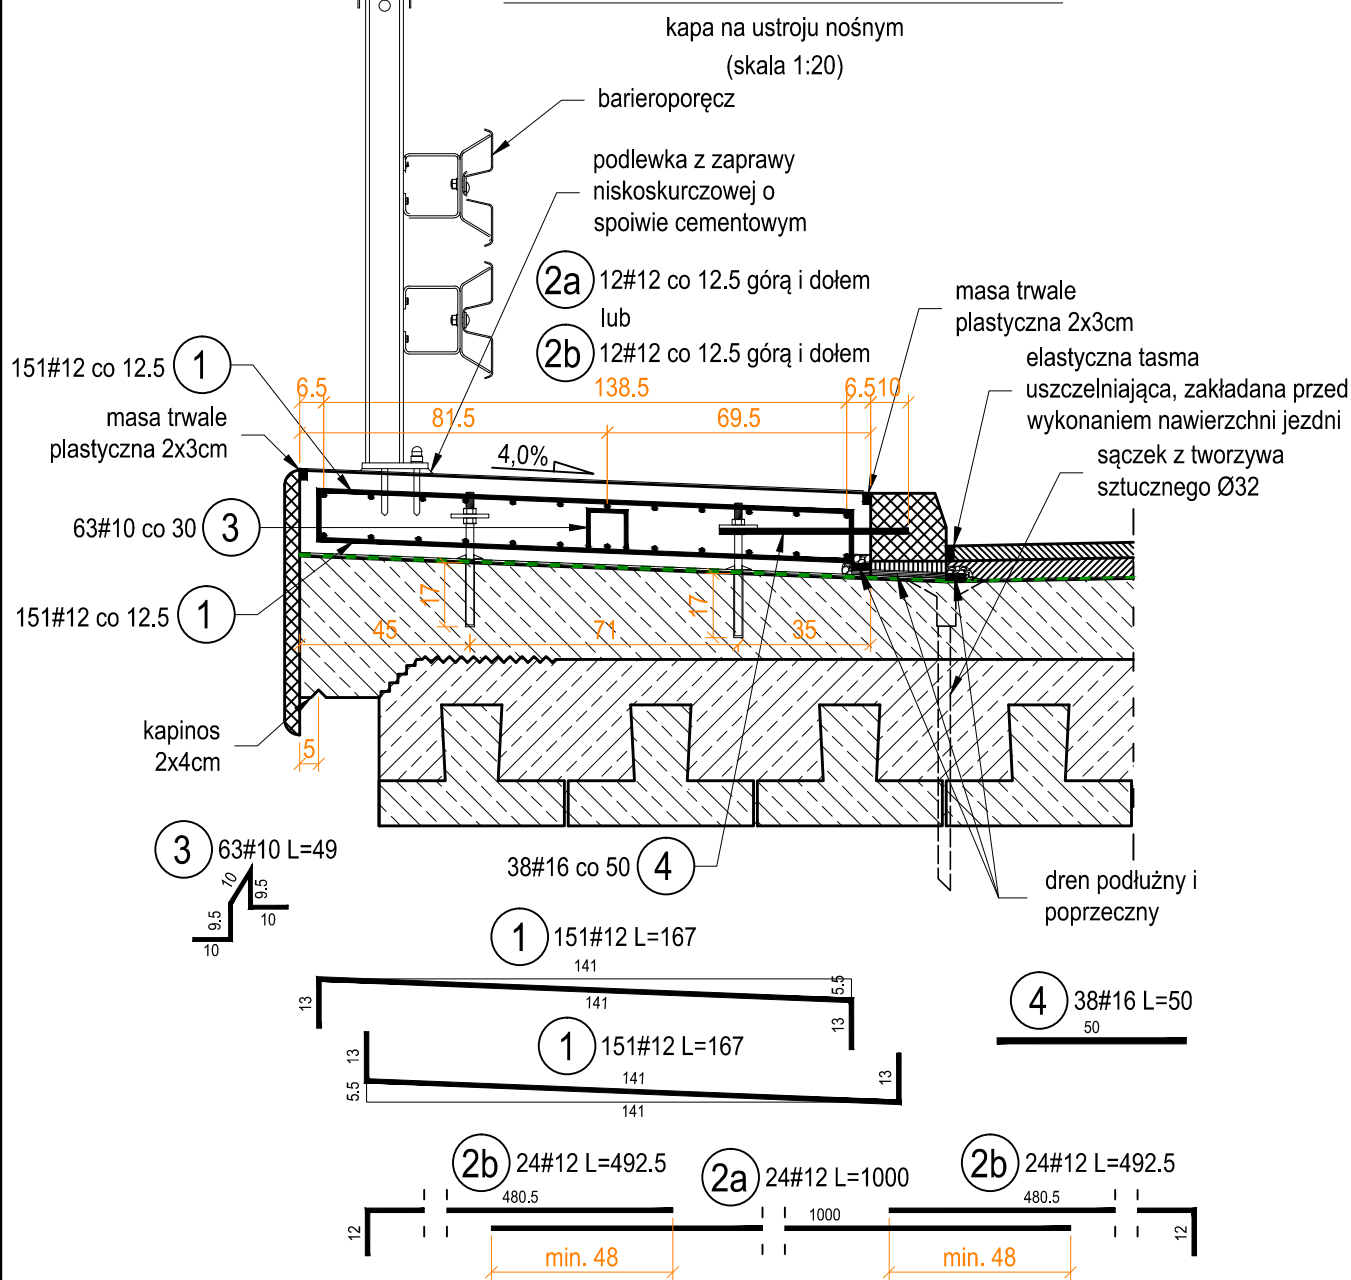 kapa na ustroju nośnym
(skala 1:20)
barieroporęcz
podlewka z zaprawy
niskoskurczowej o
spoiwie cementowym
2a 12#12 co 12.5 górą i dołem
lub
2b 12#12 co 12.5 górą i dołem
masa trwale
plastyczna 2x3cm
elastyczna tasma
uszczelniająca, zakładana przed
wykonaniem nawierzchni jezdni
sączek z tworzywa
sztucznego Ø32
151#12 co 12.5 1
masa trwale
plastyczna 2x3cm
6.5 138.5 6.5 10
81.5 69.5
4,0%
63#10 co 30 3
151#12 co 12.5 1
17 17
45 71 35
kapinos
2x4cm
5
3 63#10 L=49
10 9.5 10 9.5 10
38#16 co 50 4
dren podłużny i
poprzeczny
1 151#12 L=167
141
13 141 5.5 13
1 151#12 L=167
13 141 13
5.5 141
4 38#16 L=50
50
2b 24#12 L=492.5
480.5
12
2a 24#12 L=1000
1000
2b 24#12 L=492.5
480.5
12
min. 48 min. 48